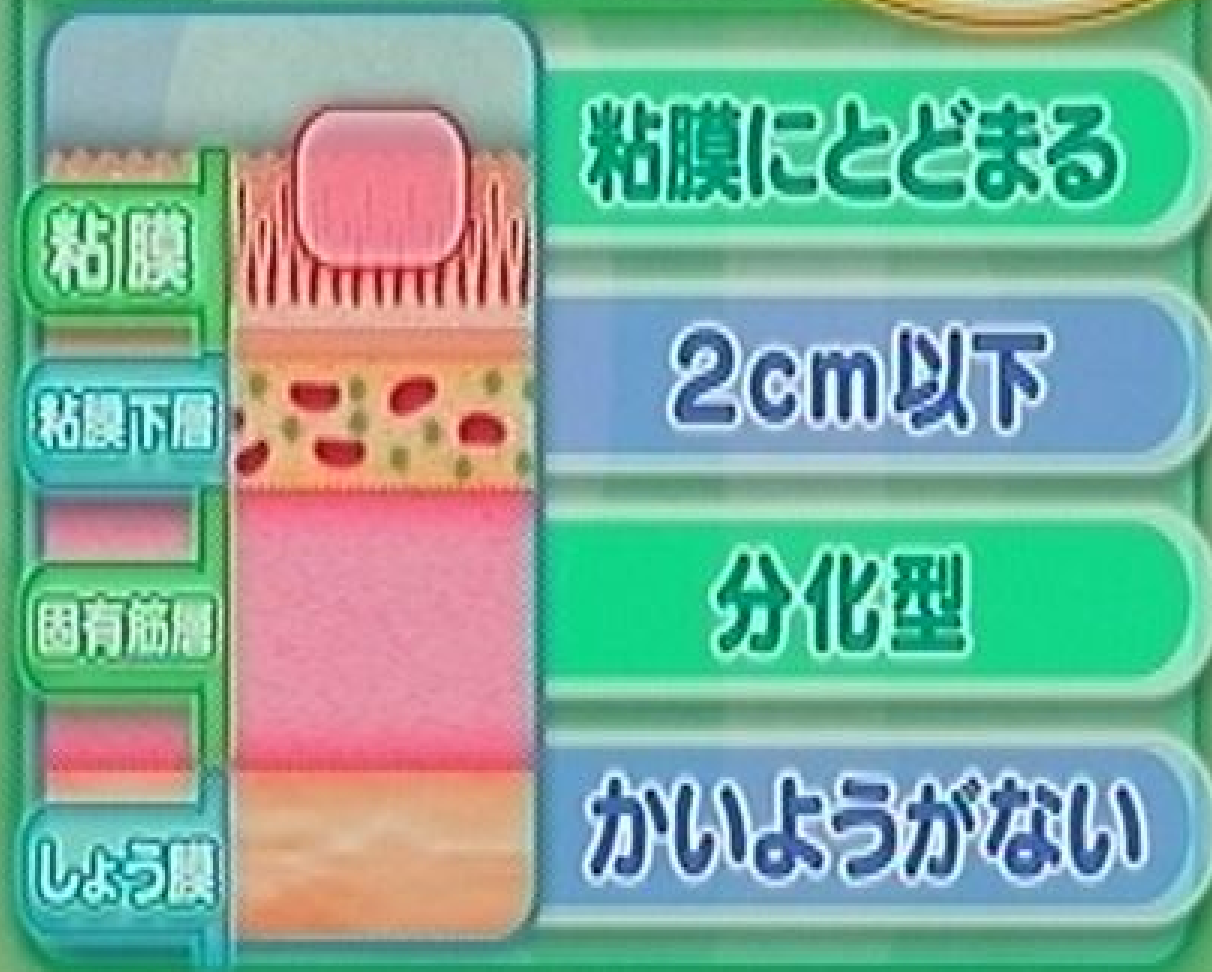 粘膜にとどまる
粘膜
2cm以下
粘膜下層
分化型
固有筋層
かいようがない
しょう膜